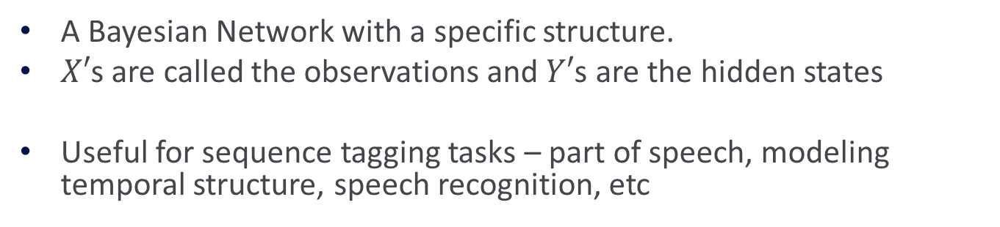 • A Bayesian Network with a specific structure.
• X′s are called the observations and Y′s are the hidden states
• Useful for sequence tagging tasks – part of speech, modeling
temporal structure, speech recognition, etc